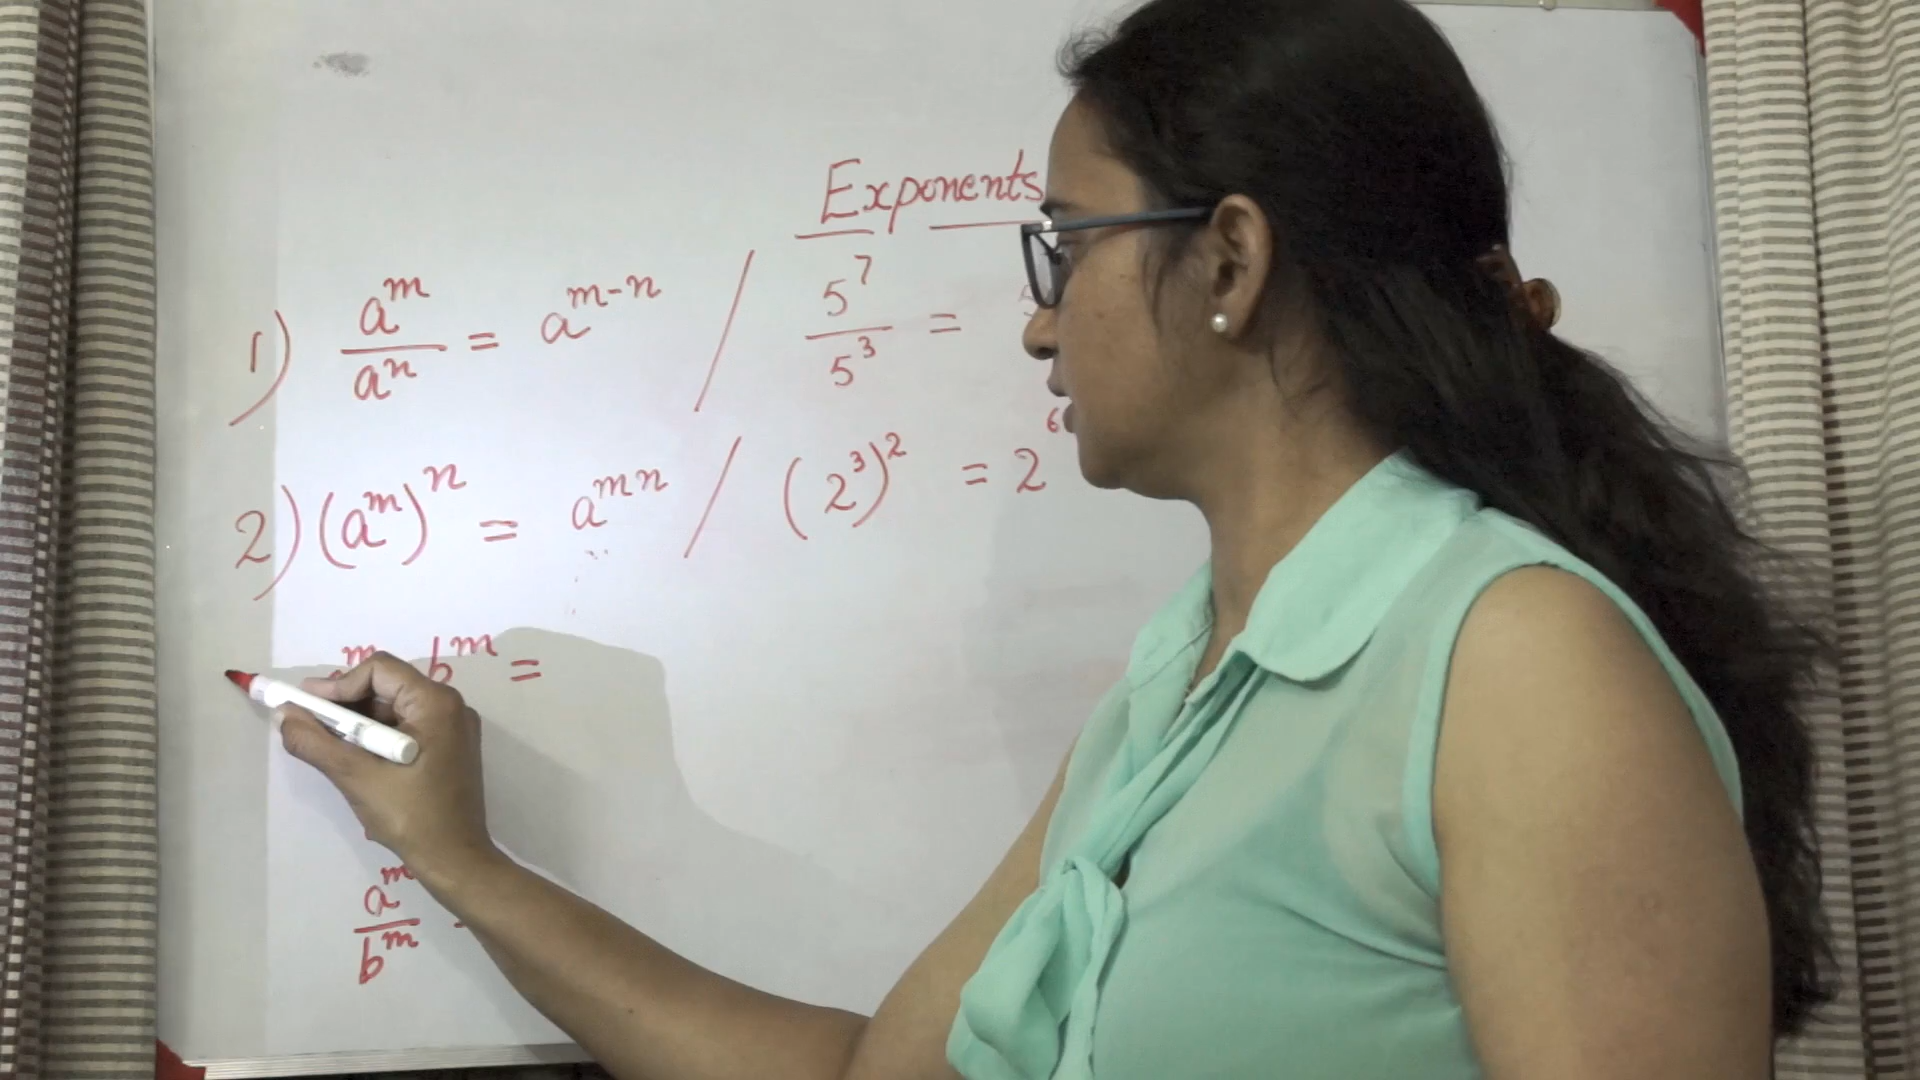 Exponents
1) a^m / a^n = a^{m-n} / 5^7 / 5^3 =
2) (a^m)^n = a^{mn} / (2^3)^2 = 2^6
a^m b^m =
a^m / b^m